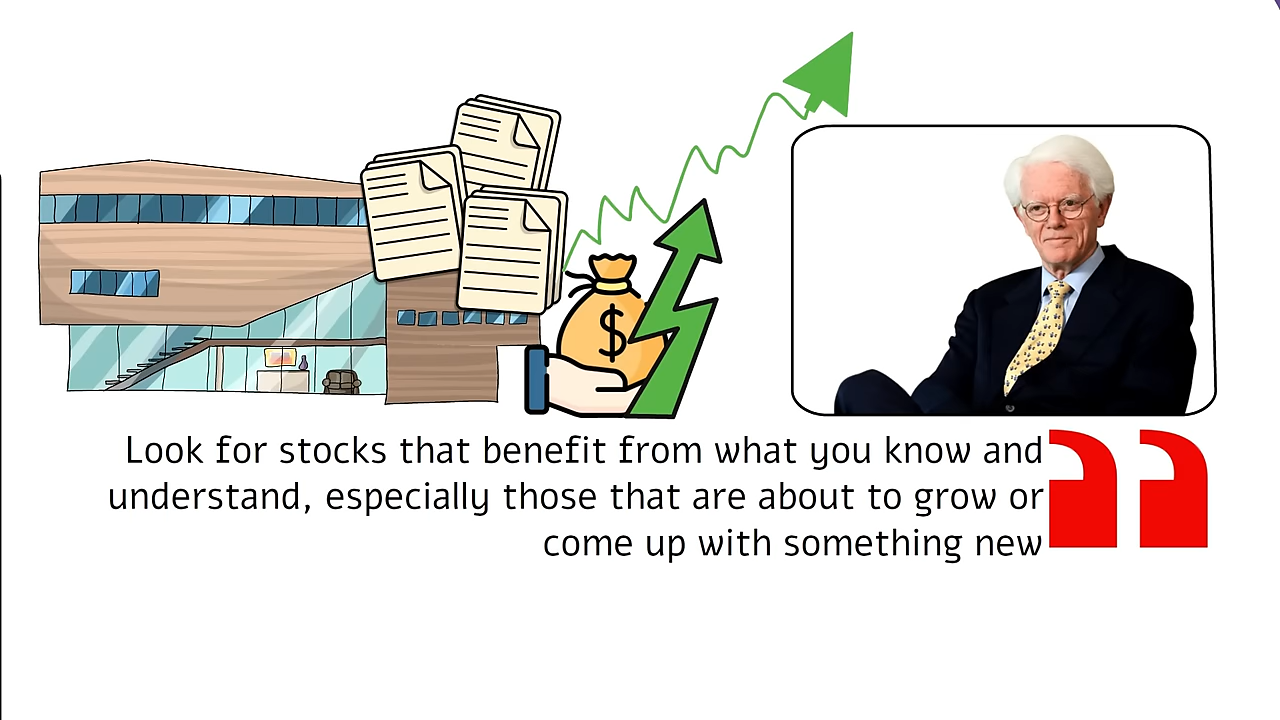 $
Look for stocks that benefit from what you know and
understand, especially those that are about to grow or
come up with something new